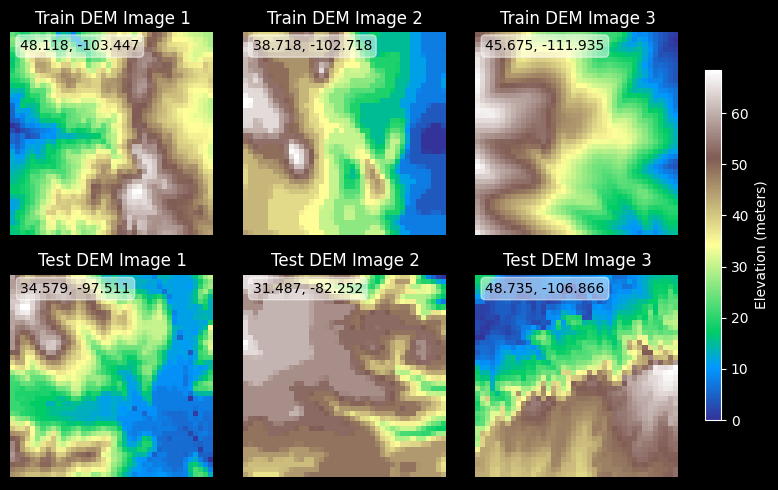 Train DEM Image 1
Train DEM Image 2
Train DEM Image 3
48.118, -103.447
38.718, -102.718
45.675, -111.935
Test DEM Image 1
Test DEM Image 2
Test DEM Image 3
34.579, -97.511
31.487, -82.252
48.735, -106.866
60
50
40
30
20
10
0
Elevation (meters)